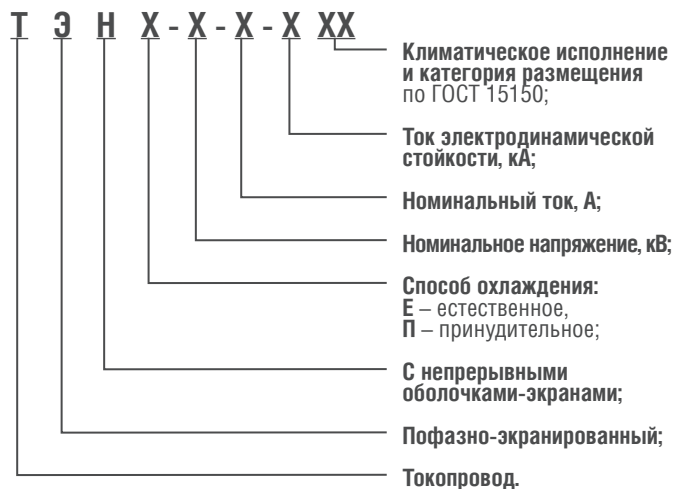 Т Э Н Х - Х - Х - Х ХХ
Климатическое исполнение
и категория размещения
по ГОСТ 15150;
Ток электродинамической
стойкости, кА;
Номинальный ток, А;
Номинальное напряжение, кВ;
Способ охлаждения:
Е – естественное,
П – принудительное;
С непрерывными
оболочками-экранами;
Пофазно-экранированный;
Токопровод.